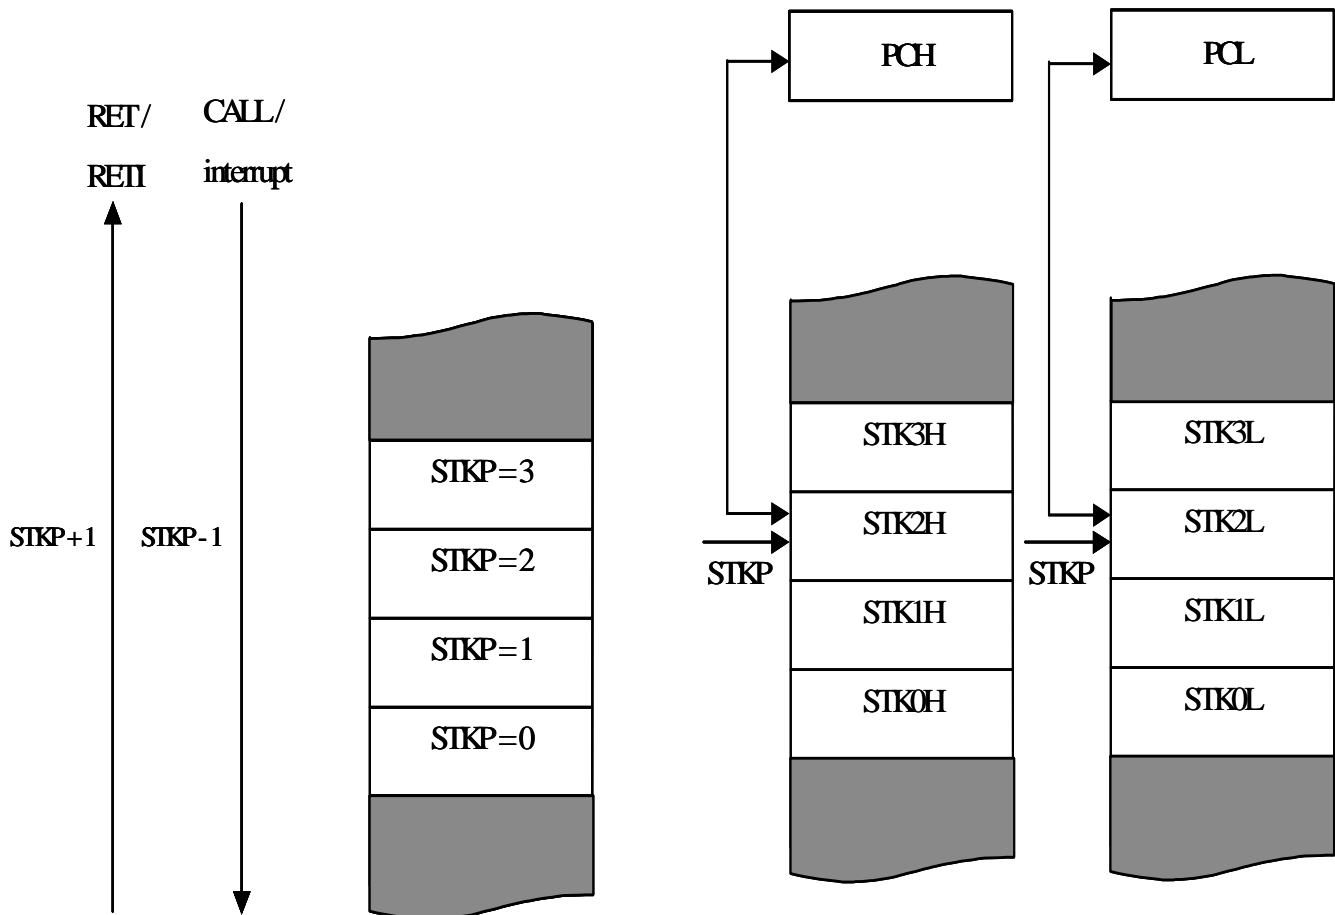 PCH
PCL
RET/
RETI
CALL/
interrupt
STKP+1
STKP-1
STKP=3
STKP=2
STKP=1
STKP=0
STK3H
STK2H
STK1H
STK0H
STKP
STK3L
STK2L
STK1L
STK0L
STKP